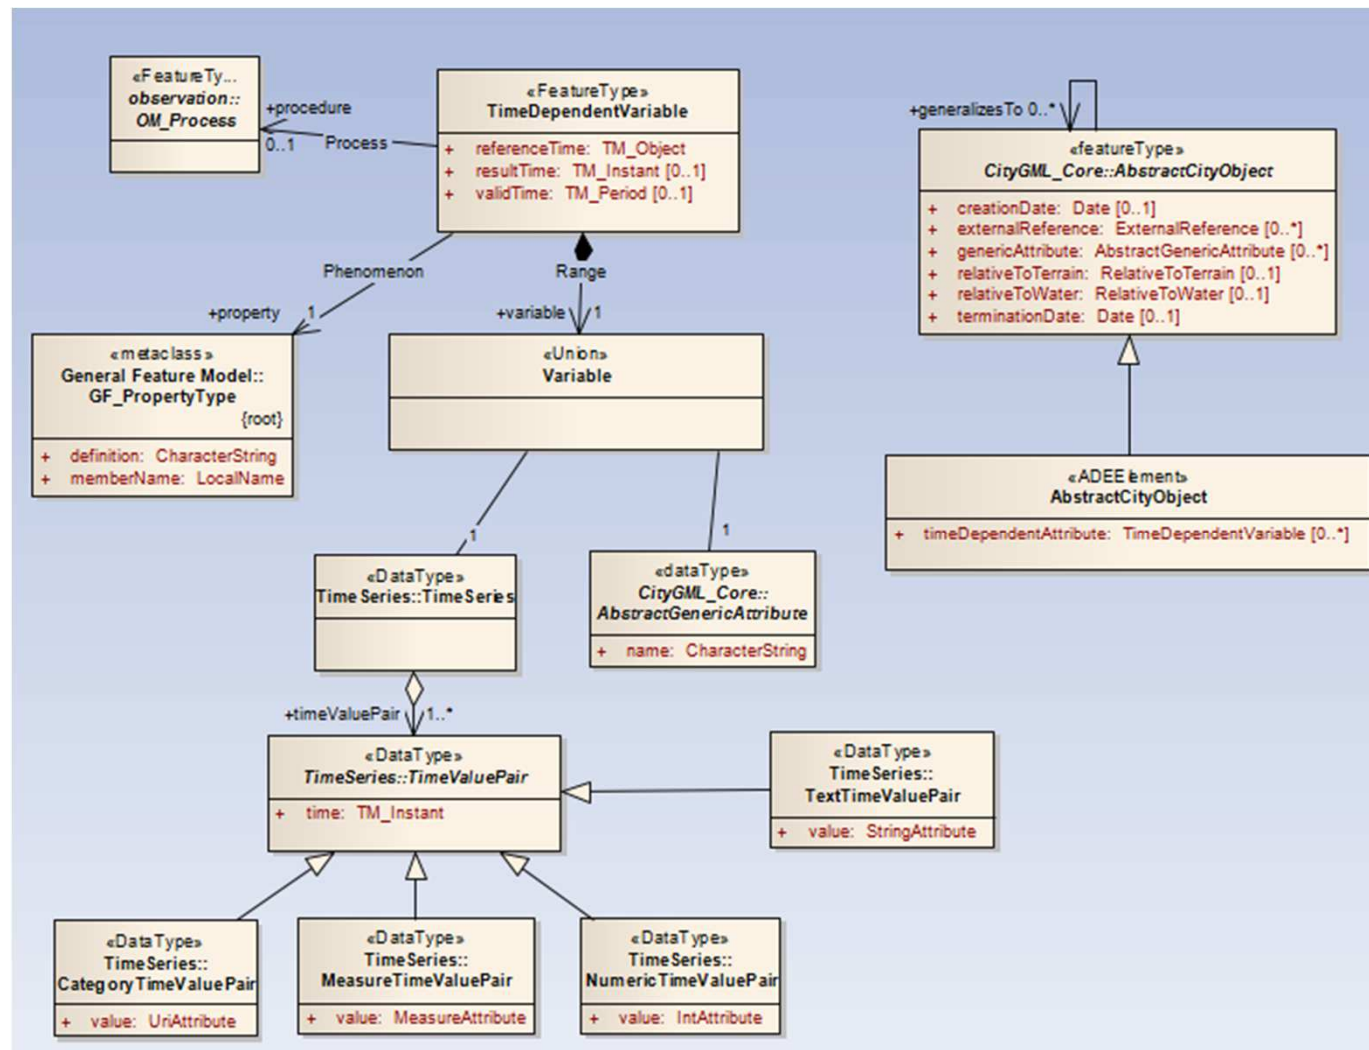 «FeatureTy...
observation::
OM_Process
+procedure
0..1
Process
«FeatureType»
TimeDependentVariable
+ referenceTime: TM_Object
+ resultTime: TM_Instant [0..1]
+ validTime: TM_Period [0..1]
+generalizesTo 0..*
«featureType»
CityGML_Core::AbstractCityObject
+ creationDate: Date [0..1]
+ externalReference: ExternalReference [0..*]
+ genericAttribute: AbstractGenericAttribute [0..*]
+ relativeToTerrain: RelativeToTerrain [0..1]
+ relativeToWater: RelativeToWater [0..1]
+ terminationDate: Date [0..1]
Phenomenon
+property
1
Range
+variable
1
«metaclass»
General Feature Model::
GF_PropertyType
{root}
+ definition: CharacterString
+ memberName: LocalName
«Union»
Variable
«ADEElement»
AbstractCityObject
+ timeDependentAttribute: TimeDependentVariable [0..*]
1
1
«DataType»
TimeSeries::TimeSeries
«dataType»
CityGML_Core::
AbstractGenericAttribute
+ name: CharacterString
+timeValuePair
1..*
«DataType»
TimeSeries::TimeValuePair
+ time: TM_Instant
«DataType»
TimeSeries::
TextTimeValuePair
+ value: StringAttribute
«DataType»
TimeSeries::
CategoryTimeValuePair
+ value: UriAttribute
«DataType»
TimeSeries::
MeasureTimeValuePair
+ value: MeasureAttribute
«DataType»
TimeSeries::
NumericTimeValuePair
+ value: IntAttribute